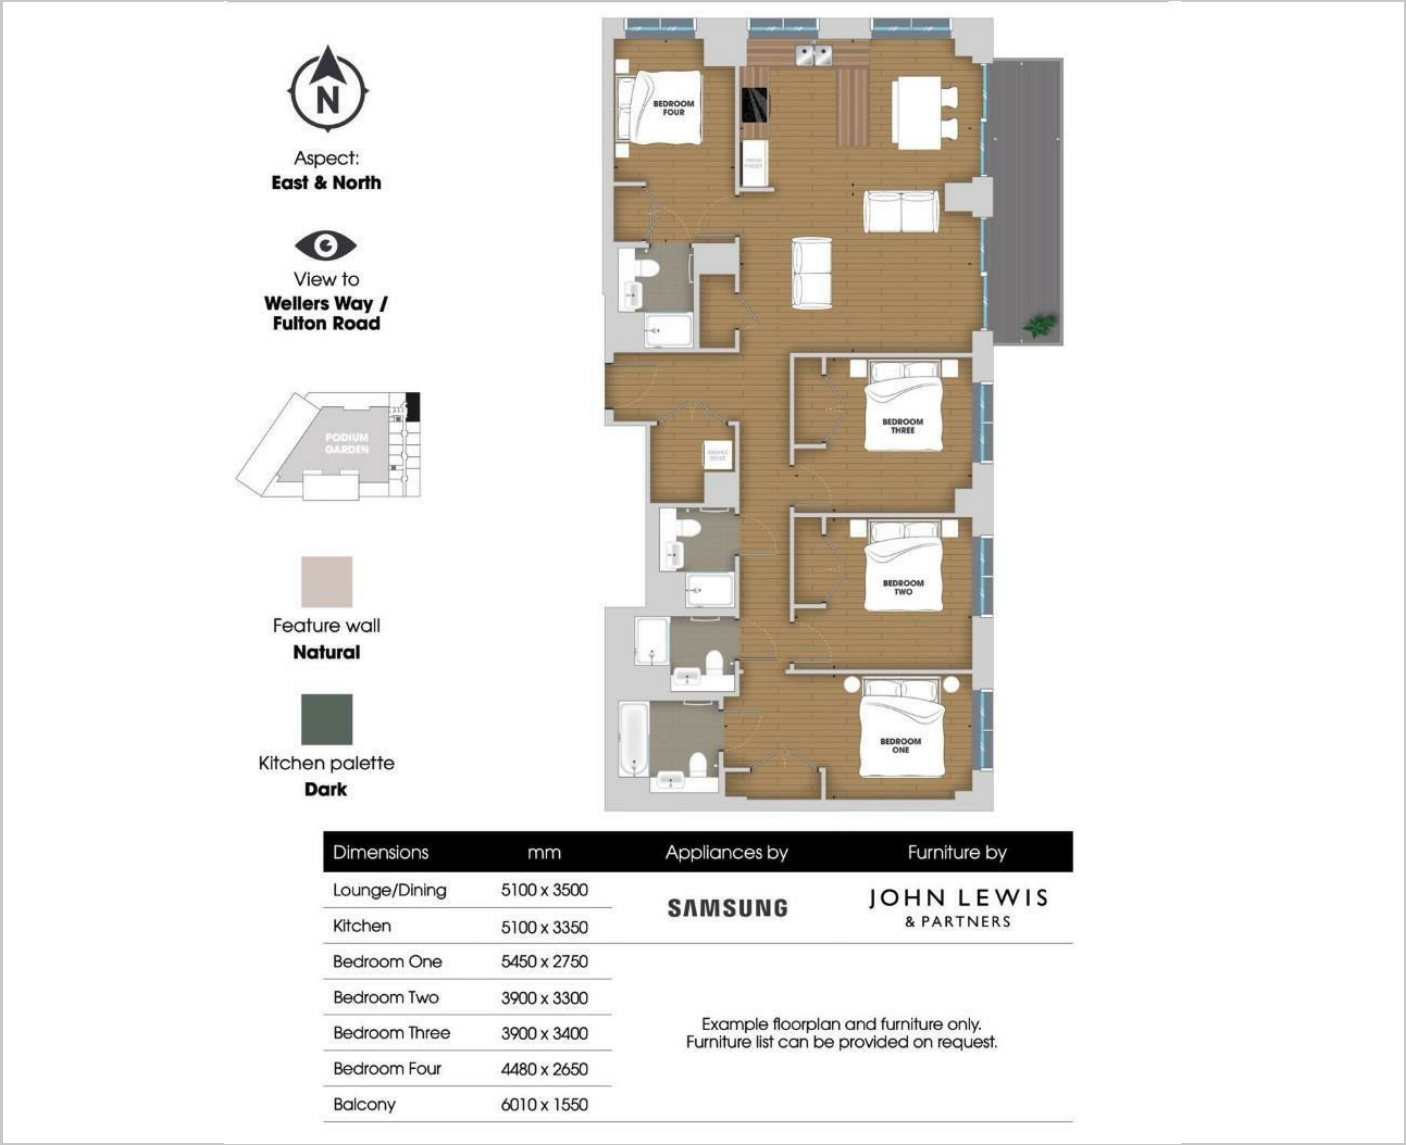 N
Aspect:
East & North
View to
Wellers Way /
Fulton Road
PODIUM
GARDEN
Feature wall
Natural
Kitchen palette
Dark
BEDROOM
FOUR
BEDROOM
THREE
BEDROOM
TWO
BEDROOM
ONE
Dimensions mm Appliances by Furniture by
Lounge/Dining 5100 x 3500
Kitchen 5100 x 3350
SAMSUNG
JOHN LEWIS
& PARTNERS
Bedroom One 5450 x 2750
Bedroom Two 3900 x 3300
Bedroom Three 3900 x 3400
Bedroom Four 4480 x 2650
Balcony 6010 x 1550
Example floorplan and furniture only.
Furniture list can be provided on request.